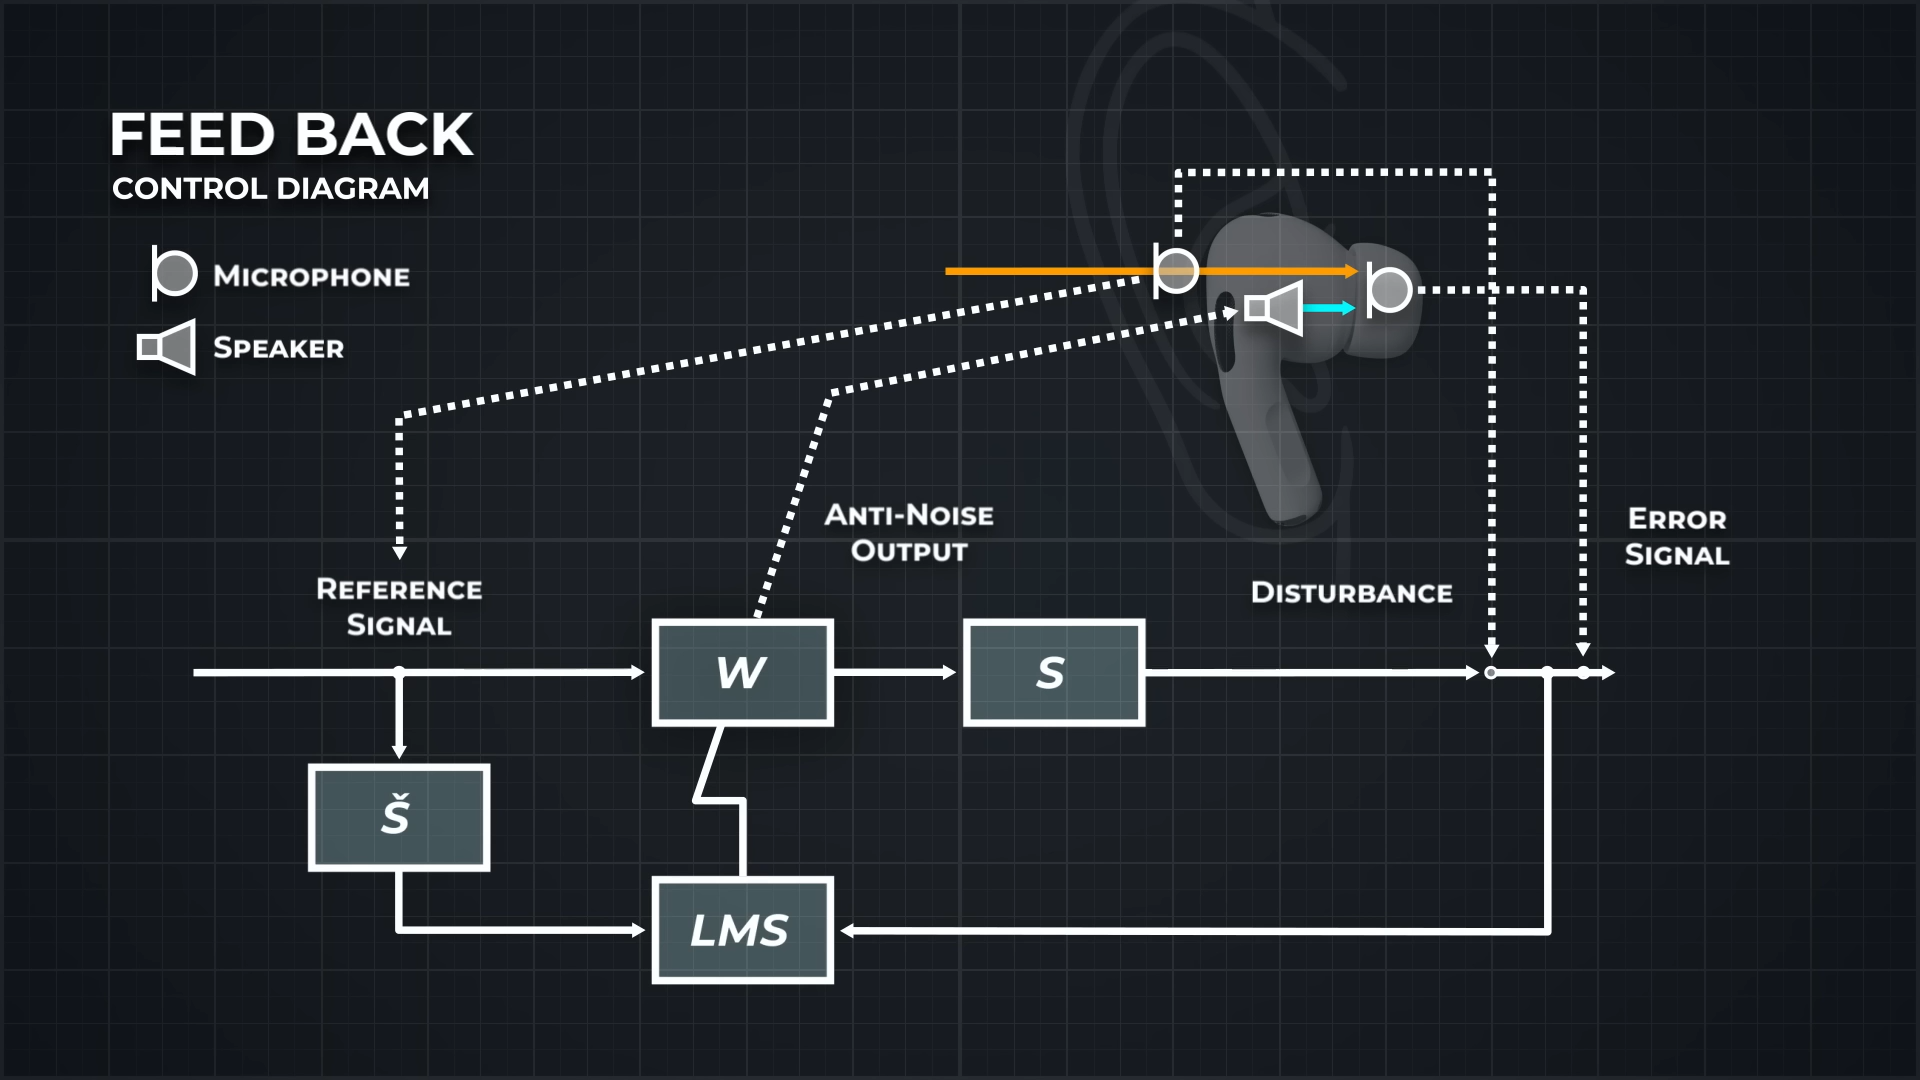 FEED BACK
CONTROL DIAGRAM
MICROPHONE
SPEAKER
ANTI-NOISE
OUTPUT
ERROR
SIGNAL
REFERENCE
SIGNAL
DISTURBANCE
W
S
Š
LMS